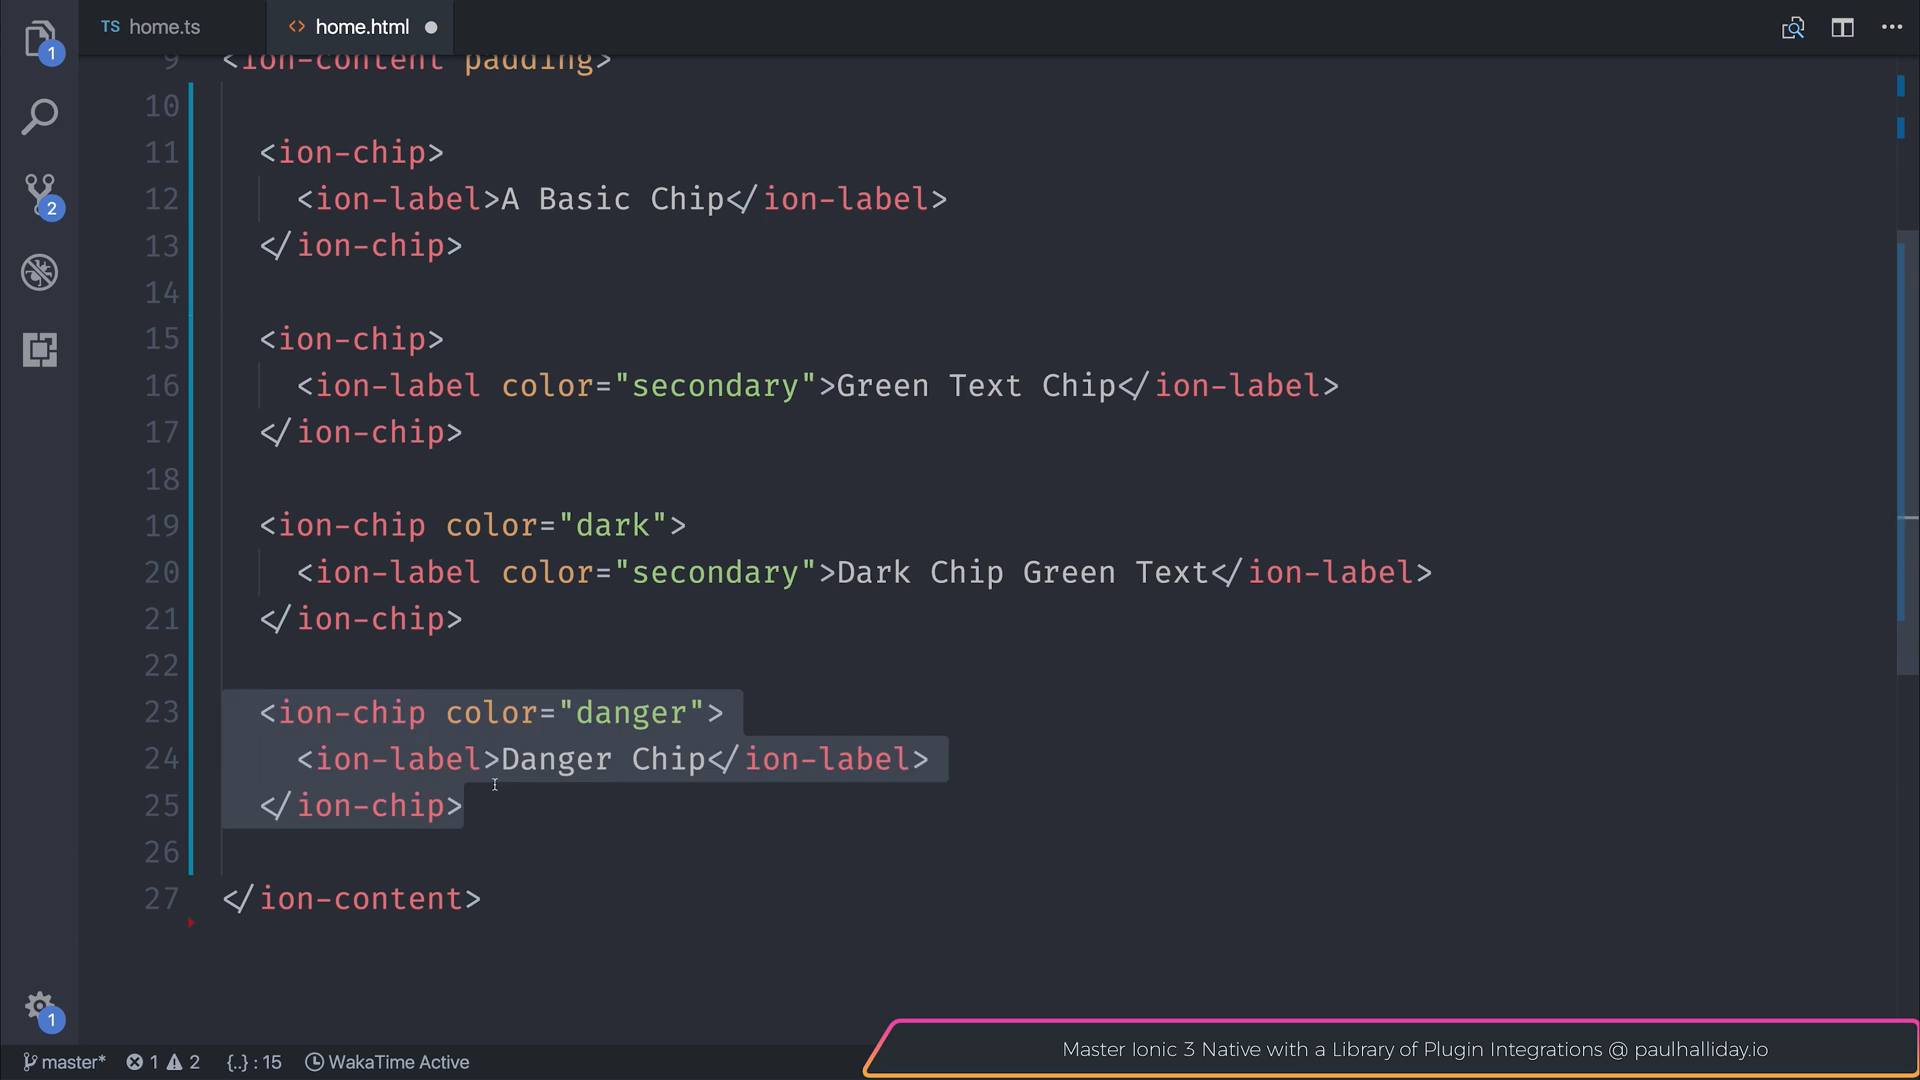 TS home.ts
<> home.html
1
9 <ion-content padding>
10
11 <ion-chip>
12 <ion-label>A Basic Chip</ion-label>
13 </ion-chip>
14
15 <ion-chip>
16 <ion-label color="secondary">Green Text Chip</ion-label>
17 </ion-chip>
18
19 <ion-chip color="dark">
20 <ion-label color="secondary">Dark Chip Green Text</ion-label>
21 </ion-chip>
22
23 <ion-chip color="danger">
24 <ion-label>Danger Chip</ion-label>
25 </ion-chip>
26
27 </ion-content>
2
1
master* 1 2 {..} : 15 WakaTime Active
Master Ionic 3 Native with a Library of Plugin Integrations @ paulhalliday.io